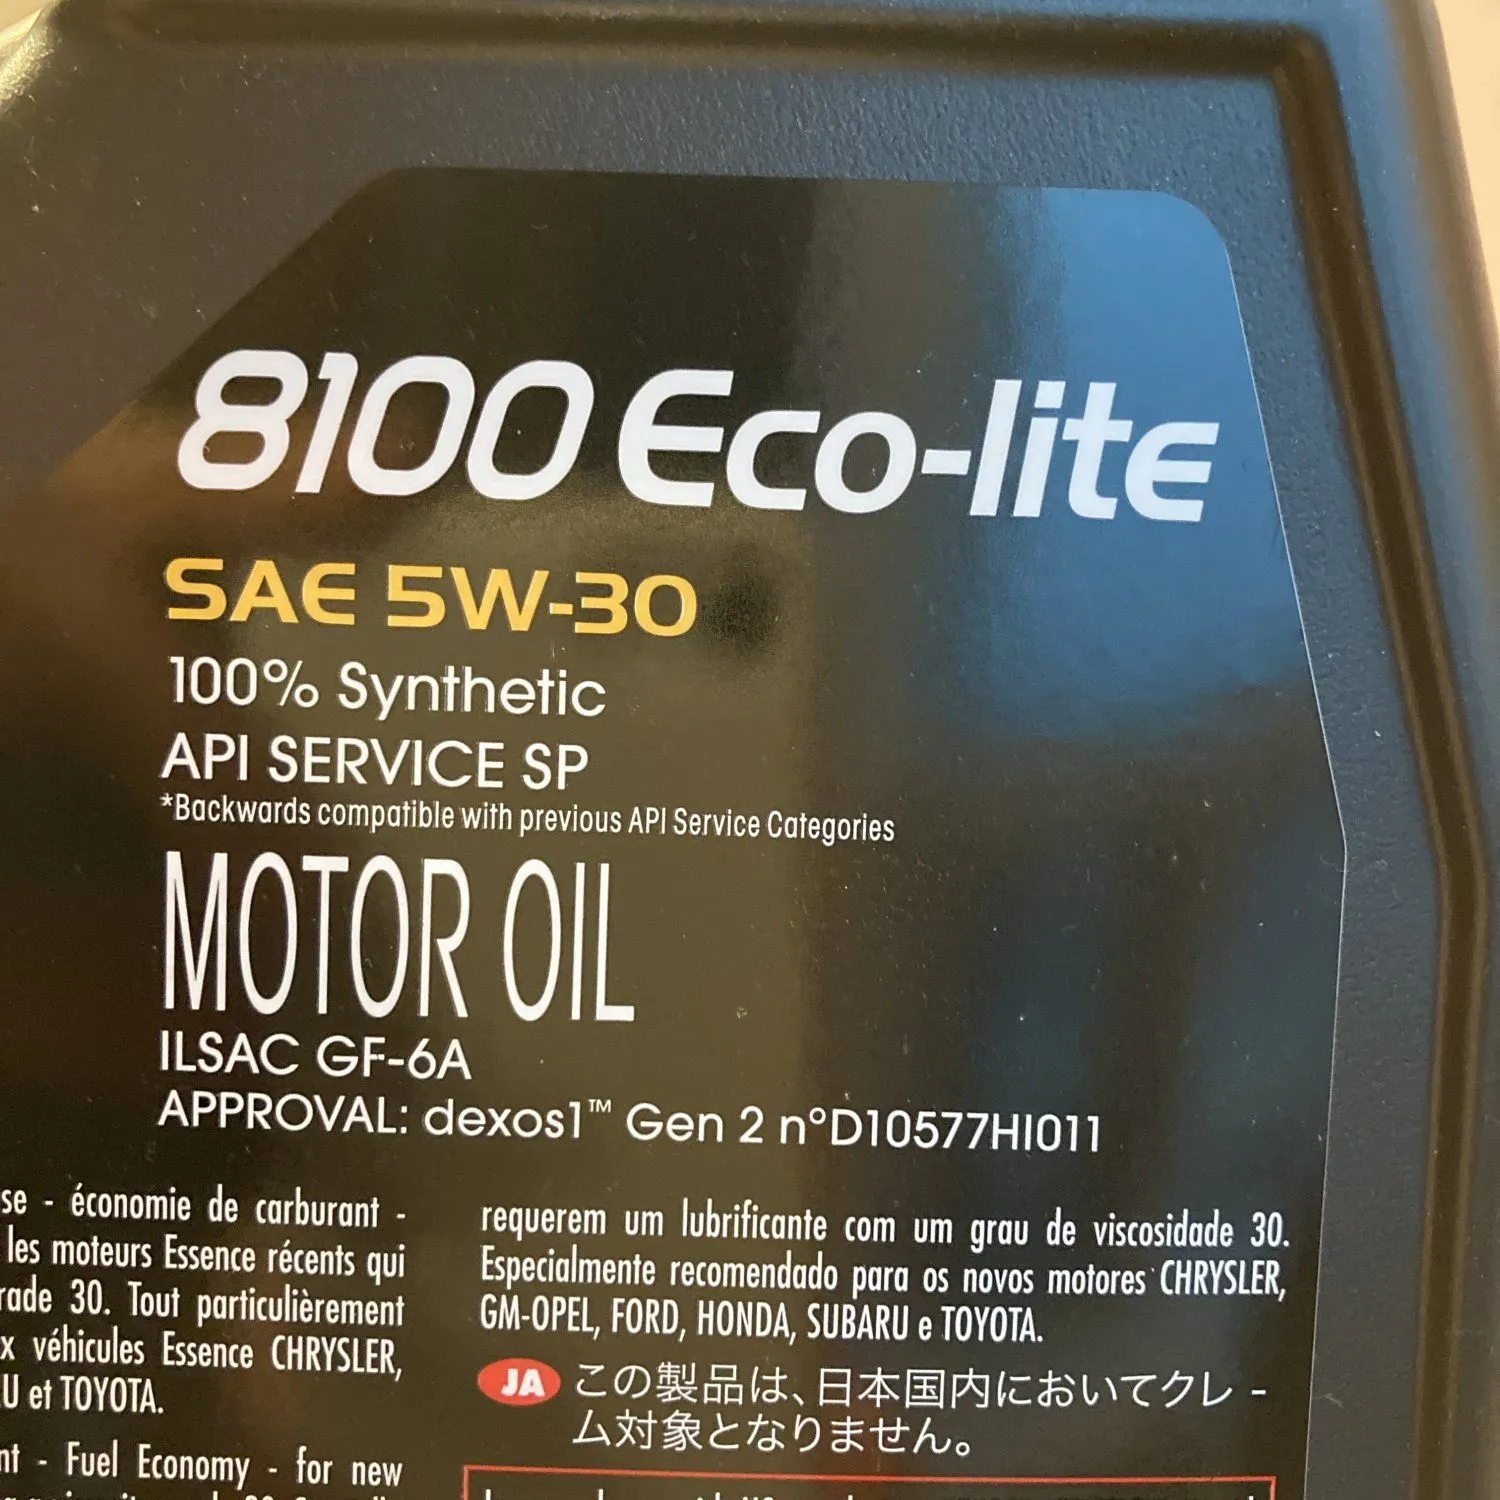 8100 Eco-lite
SAE 5W-30
100% Synthetic
API SERVICE SP
*Backwards compatible with previous API Service Categories
MOTOR OIL
ILSAC GF-6A
APPROVAL: dexos1™ Gen 2 n°D10577HI011
se - économie de carburant -
les moteurs Essence récents qui
rade 30. Tout particulièrement
x véhicules Essence CHRYSLER,
U et TOYOTA.
nt - Fuel Economy - for new
requerem um lubrificante com um grau de viscosidade 30.
Especialmente recomendado para os novos motores CHRYSLER,
GM-OPEL, FORD, HONDA, SUBARU e TOYOTA.
JA この製品は、日本国内においてクレ-
ム対象となりません。